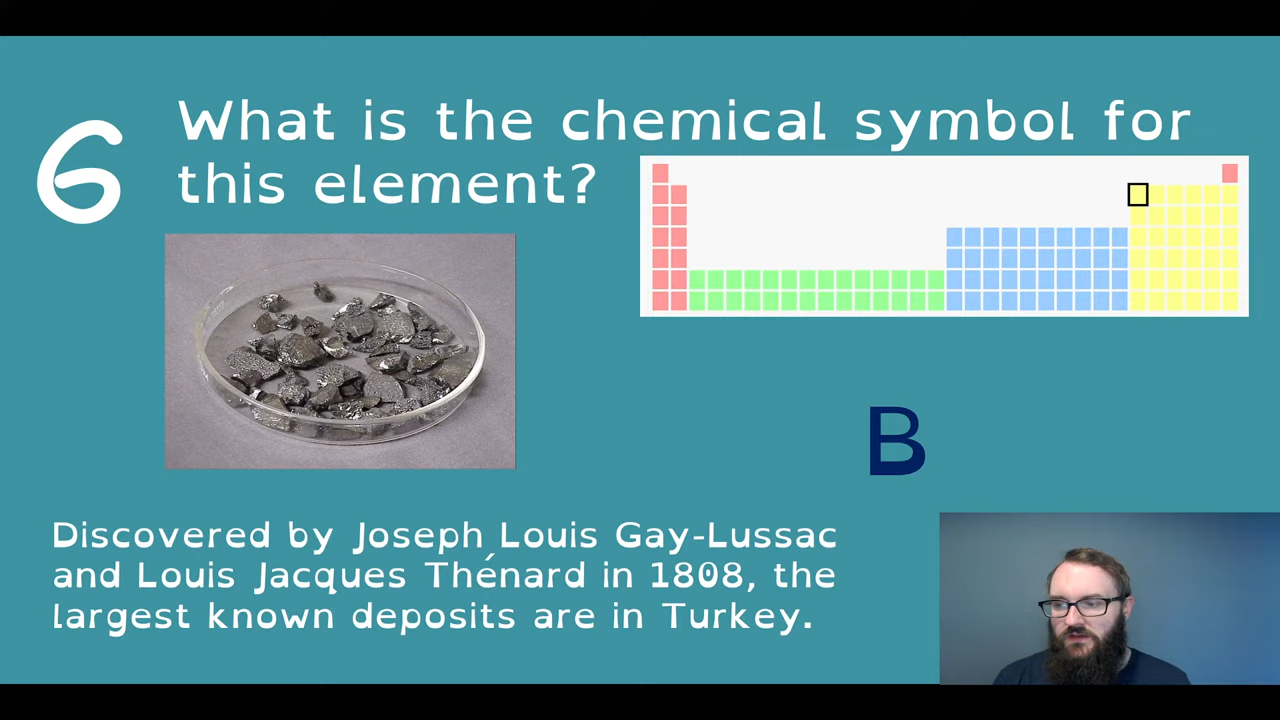 6
What is the chemical symbol for
this element?
B
Discovered by Joseph Louis Gay-Lussac
and Louis Jacques Thénard in 1808, the
largest known deposits are in Turkey.